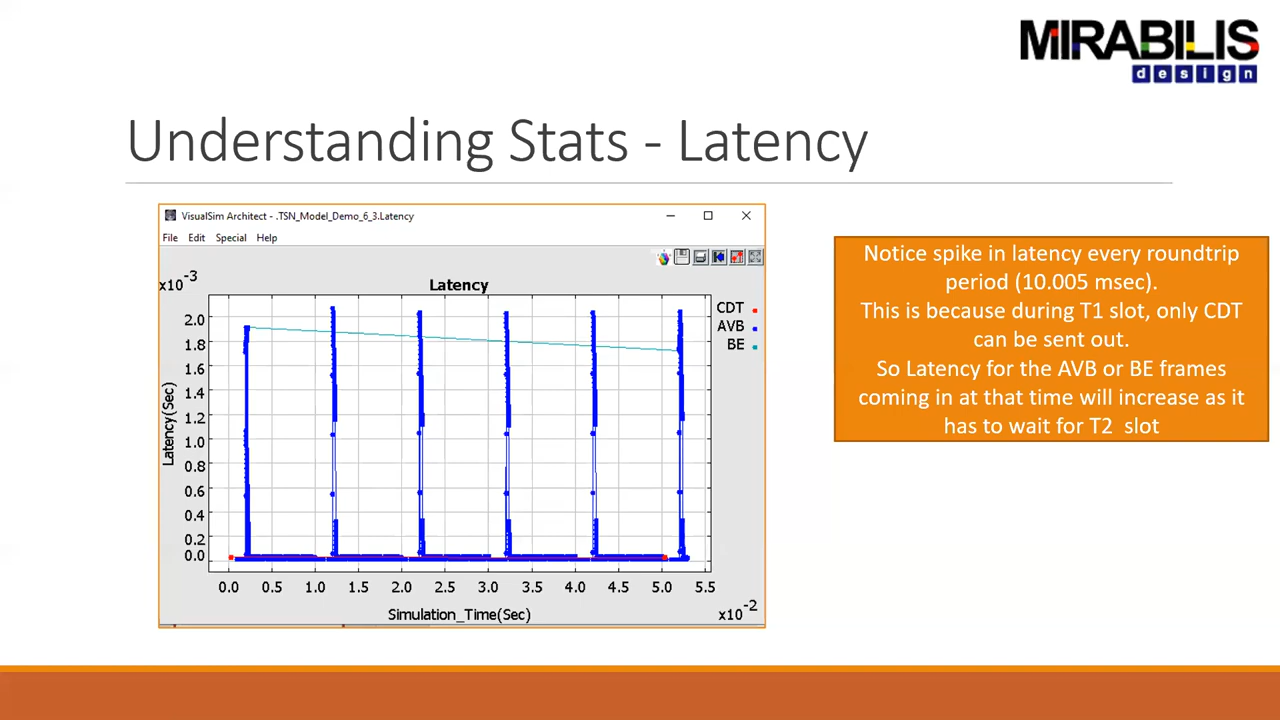 MIRABILIS
design
Understanding Stats - Latency
VisualSim Architect - .TSN_Model_Demo_6_3.Latency
File Edit Special Help
x10^-3
Latency
CDT
AVB
BE
2.0
1.8
1.6
1.4
1.2
1.0
0.8
0.6
0.4
0.2
0.0
Latency(Sec)
0.0 0.5 1.0 1.5 2.0 2.5 3.0 3.5 4.0 4.5 5.0 5.5
Simulation_Time(Sec)
x10^-2
Notice spike in latency every roundtrip
period (10.005 msec).
This is because during T1 slot, only CDT
can be sent out.
So Latency for the AVB or BE frames
coming in at that time will increase as it
has to wait for T2 slot